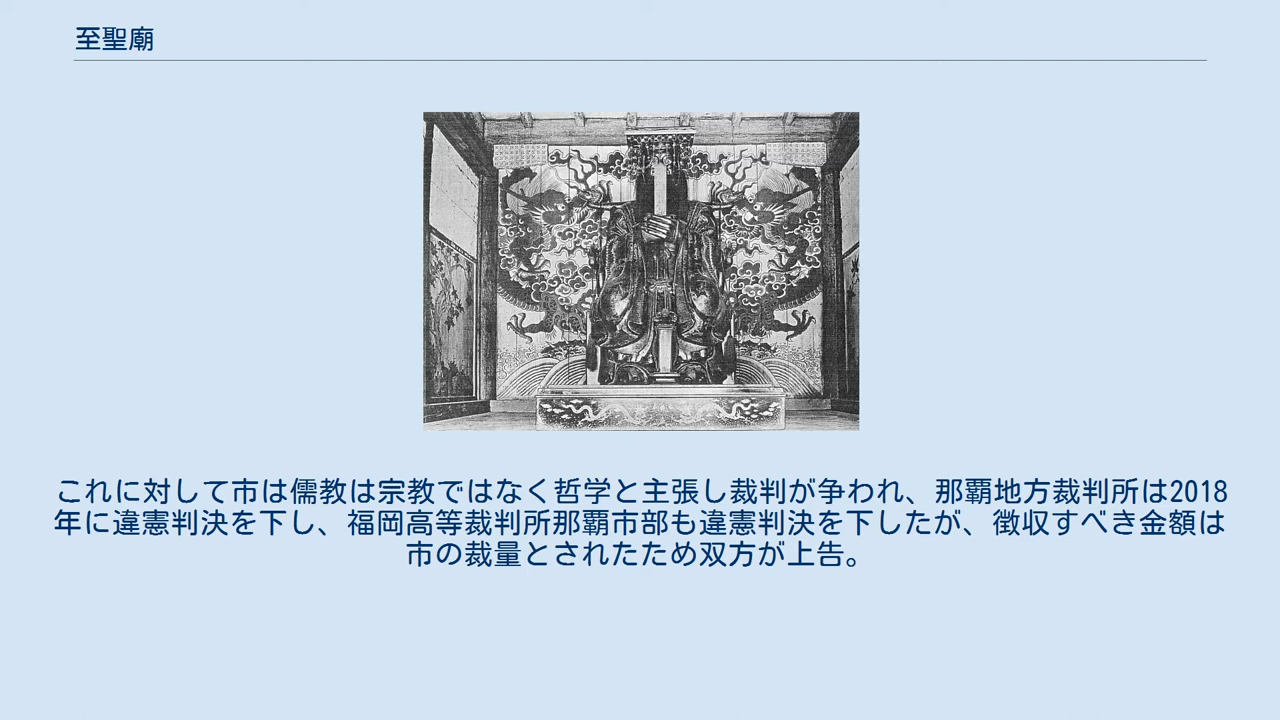 至聖廟
これに対して市は儒教は宗教ではなく哲学と主張し裁判が争われ、那覇地方裁判所は2018
年に違憲判決を下し、福岡高等裁判所那覇市部も違憲判決を下したが、徴収すべき金額は
市の裁量とされたため双方が上告。